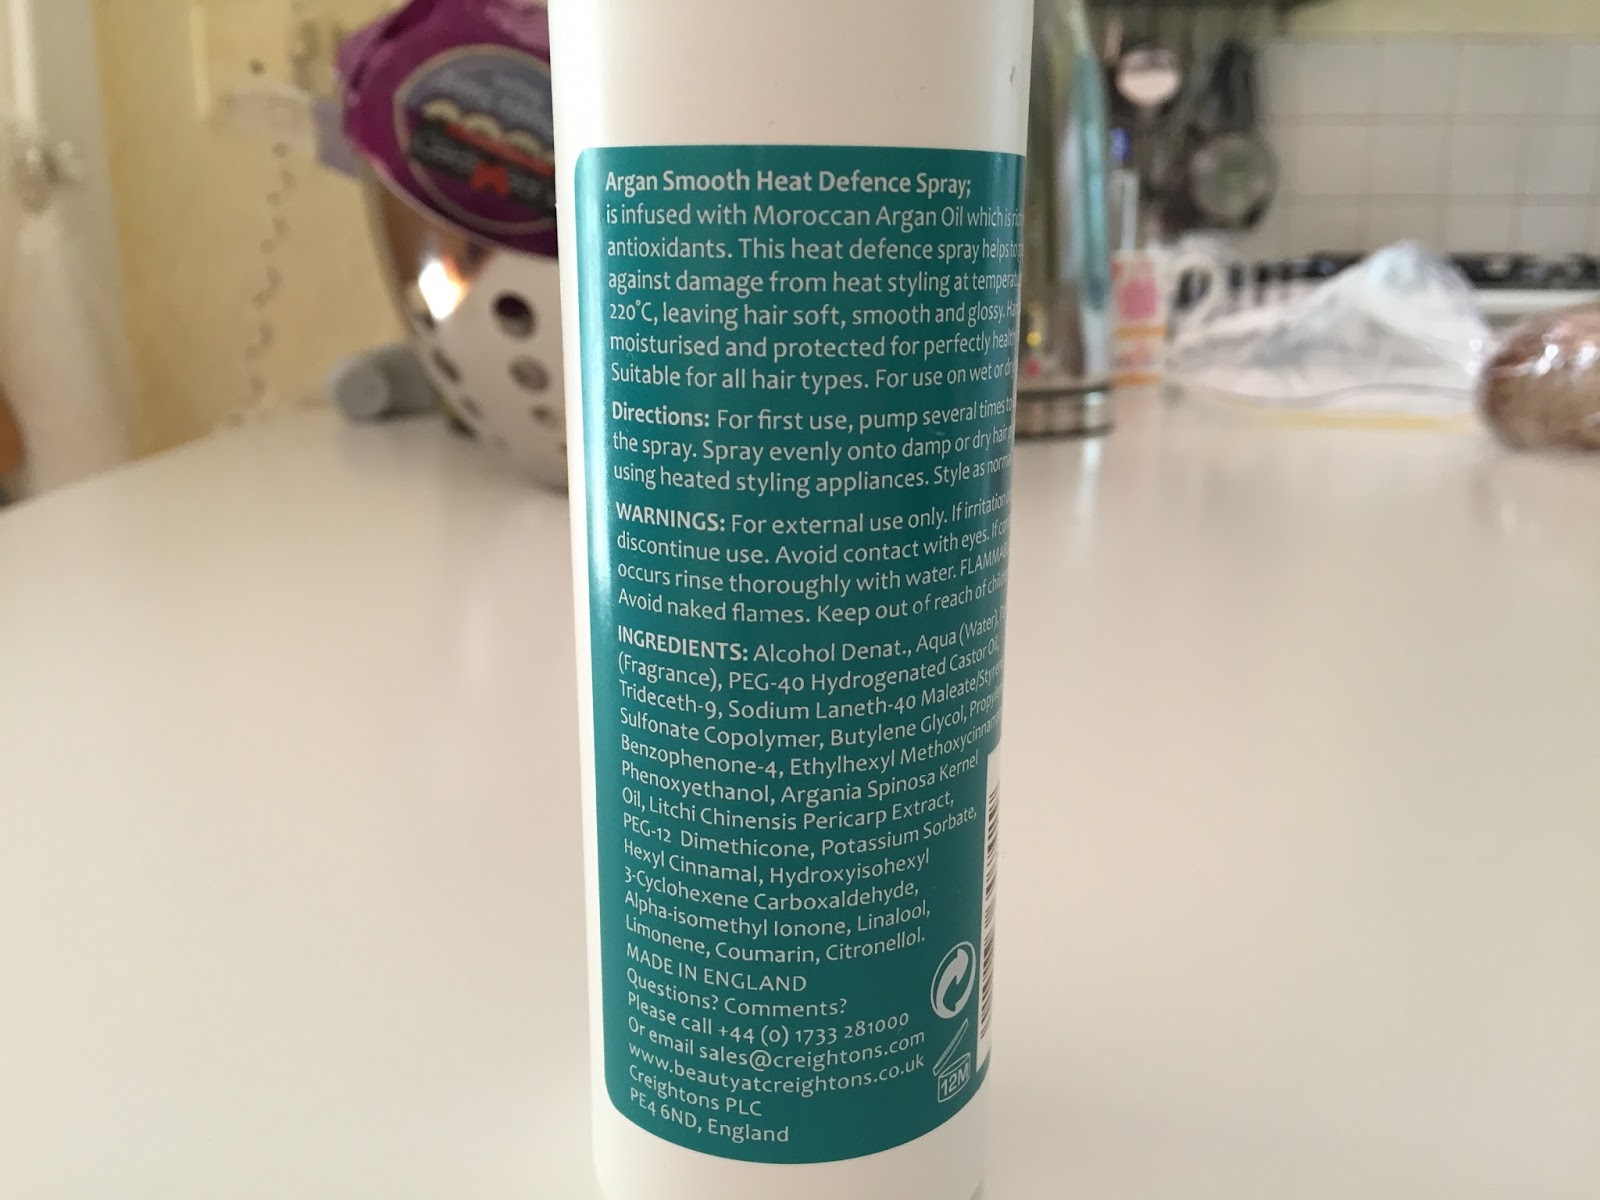 Argan Smooth Heat Defence Spray;
is infused with Moroccan Argan Oil which is
antioxidants. This heat defence spray helps to
against damage from heat styling at
220°C, leaving hair soft, smooth and glossy.
moisturised and protected for perfectly
Suitable for all hair types. For use on wet or
Directions: For first use, pump several times
the spray. Spray evenly onto damp or dry hair
using heated styling appliances. Style as
WARNINGS: For external use only. If
discontinue use. Avoid contact with eyes. If
occurs rinse thoroughly with water.
Avoid naked flames. Keep out of reach of
INGREDIENTS: Alcohol Denat., Aqua (Water),
(Fragrance), PEG-40 Hydrogenated Castor Oil,
Trideceth-9, Sodium Laneth-40 Maleate/
Sulfonate Copolymer, Butylene Glycol,
Benzophenone-4, Ethylhexyl
Phenoxyethanol, Argania Spinosa Kernel
Oil, Litchi Chinensis Pericarp Extract,
PEG-12 Dimethicone, Potassium Sorbate,
Hexyl Cinnamal, Hydroxyisohexyl
3-Cyclohexene Carboxaldehyde,
Alpha-isomethyl Ionone, Linalool,
Limonene, Coumarin, Citronellol.
MADE IN ENGLAND
Questions? Comments?
Please call +44 (0) 1733 281000
Or email sales@creightons.com
www.beautyatcreightons.co.uk
Creightons PLC
PE4 6ND, England
12M